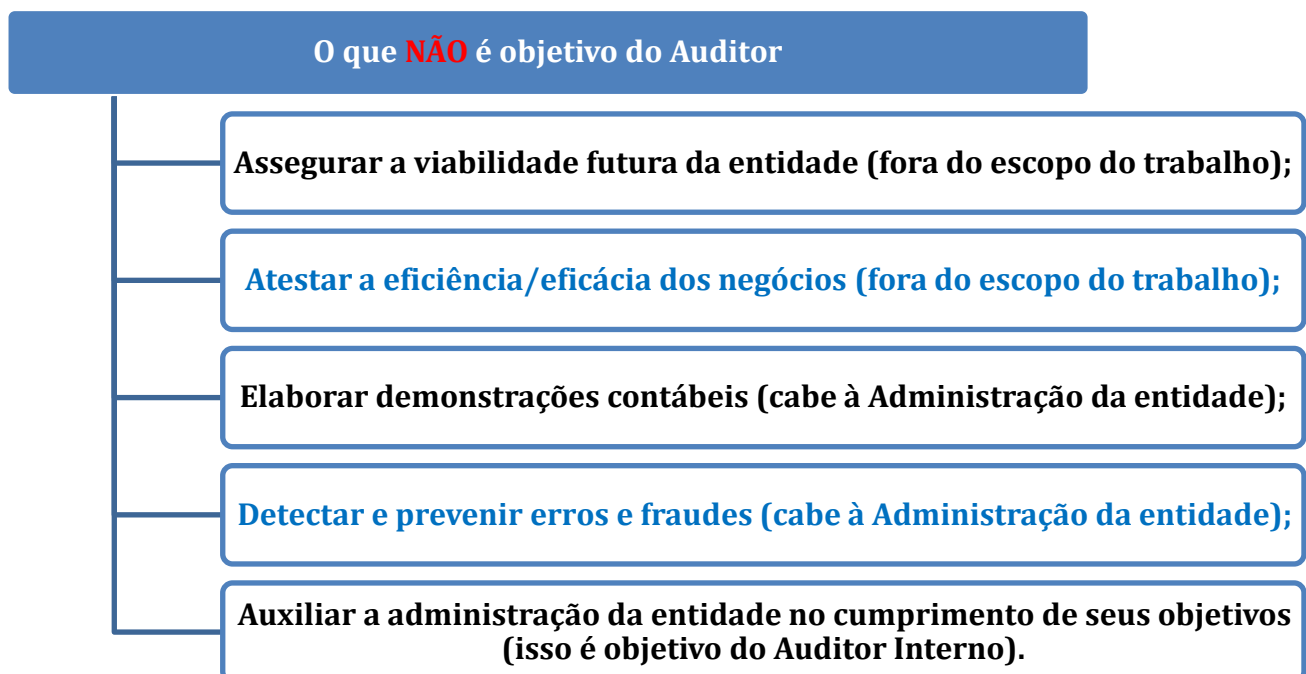 O que NÃO é objetivo do Auditor
Assegurar a viabilidade futura da entidade (fora do escopo do trabalho);
Atestar a eficiência/eficácia dos negócios (fora do escopo do trabalho);
Elaborar demonstrações contábeis (cabe à Administração da entidade);
Detectar e prevenir erros e fraudes (cabe à Administração da entidade);
Auxiliar a administração da entidade no cumprimento de seus objetivos
(isso é objetivo do Auditor Interno).